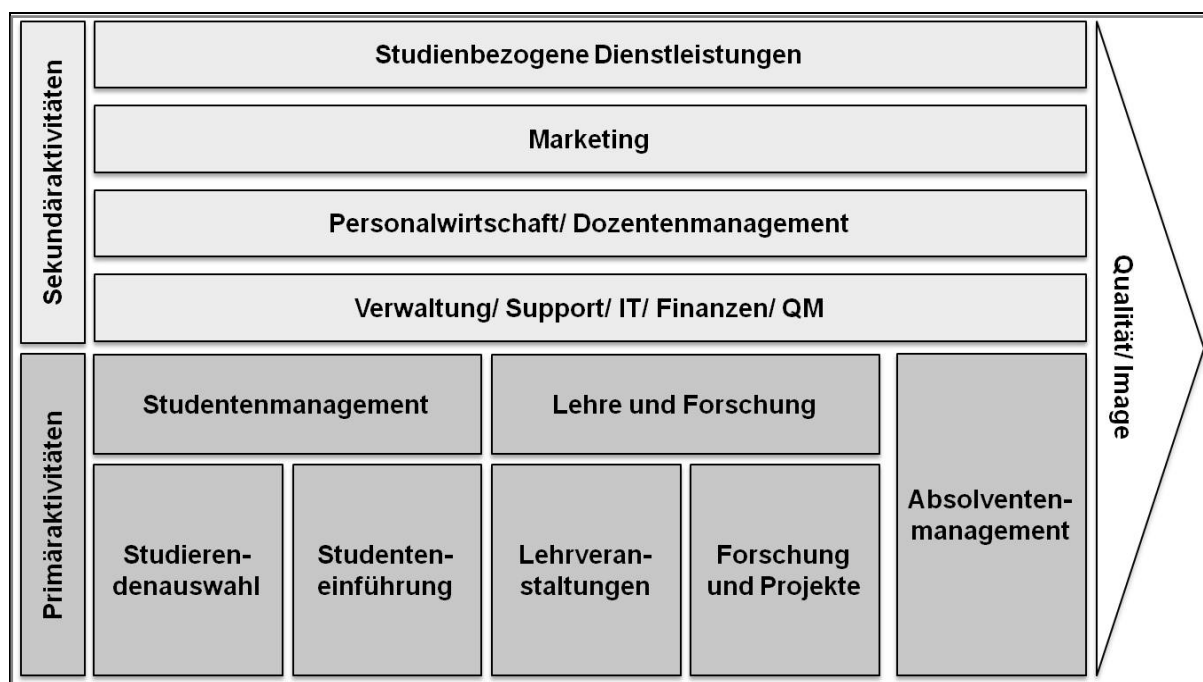 Sekundäraktivitäten
Studienbezogene Dienstleistungen
Marketing
Personalwirtschaft/ Dozentenmanagement
Verwaltung/ Support/ IT/ Finanzen/ QM
Primäraktivitäten
Studentenmanagement
Lehre und Forschung
Studieren-
denauswahl
Studenten-
einführung
Lehrveran-
staltungen
Forschung
und Projekte
Absolventen-
management
Qualität/ Image